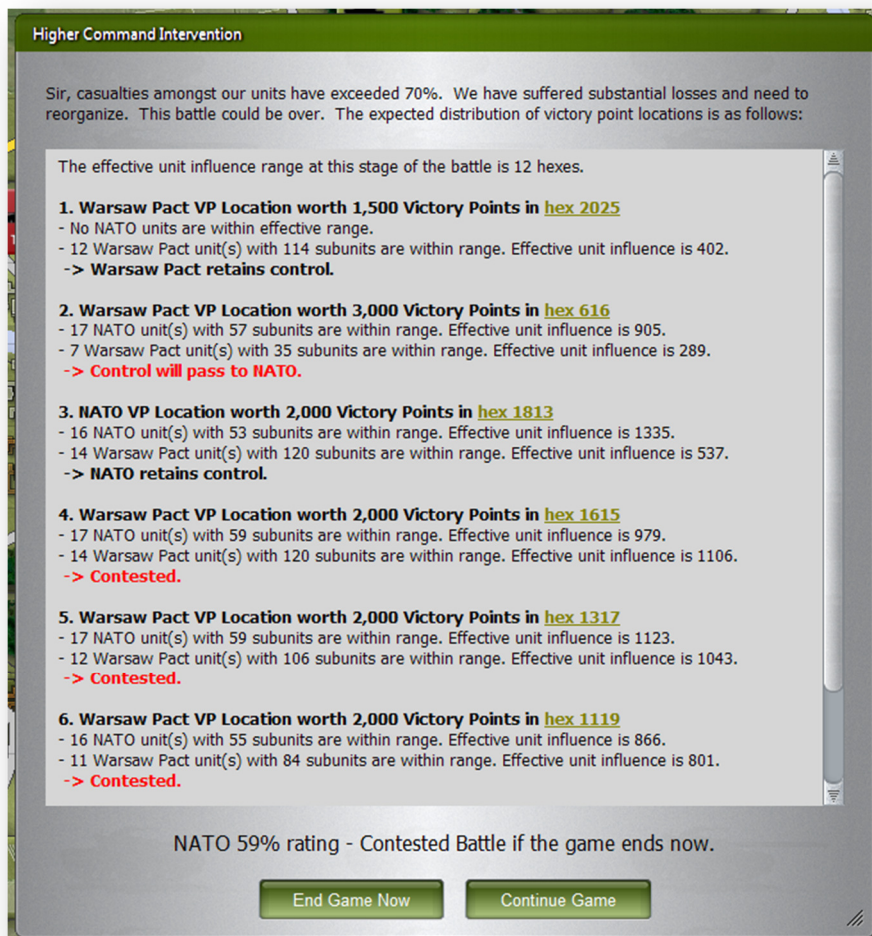 Higher Command Intervention
Sir, casualties amongst our units have exceeded 70%. We have suffered substantial losses and need to
reorganize. This battle could be over. The expected distribution of victory point locations is as follows:
The effective unit influence range at this stage of the battle is 12 hexes.
1. Warsaw Pact VP Location worth 1,500 Victory Points in hex 2025
- No NATO units are within effective range.
- 12 Warsaw Pact unit(s) with 114 subunits are within range. Effective unit influence is 402.
-> Warsaw Pact retains control.
2. Warsaw Pact VP Location worth 3,000 Victory Points in hex 616
- 17 NATO unit(s) with 57 subunits are within range. Effective unit influence is 905.
- 7 Warsaw Pact unit(s) with 35 subunits are within range. Effective unit influence is 289.
-> Control will pass to NATO.
3. NATO VP Location worth 2,000 Victory Points in hex 1813
- 16 NATO unit(s) with 53 subunits are within range. Effective unit influence is 1335.
- 14 Warsaw Pact unit(s) with 120 subunits are within range. Effective unit influence is 537.
-> NATO retains control.
4. Warsaw Pact VP Location worth 2,000 Victory Points in hex 1615
- 17 NATO unit(s) with 59 subunits are within range. Effective unit influence is 979.
- 14 Warsaw Pact unit(s) with 120 subunits are within range. Effective unit influence is 1106.
-> Contested.
5. Warsaw Pact VP Location worth 2,000 Victory Points in hex 1317
- 17 NATO unit(s) with 59 subunits are within range. Effective unit influence is 1123.
- 12 Warsaw Pact unit(s) with 106 subunits are within range. Effective unit influence is 1043.
-> Contested.
6. Warsaw Pact VP Location worth 2,000 Victory Points in hex 1119
- 16 NATO unit(s) with 55 subunits are within range. Effective unit influence is 866.
- 11 Warsaw Pact unit(s) with 84 subunits are within range. Effective unit influence is 801.
-> Contested.
NATO 59% rating - Contested Battle if the game ends now.
End Game Now
Continue Game